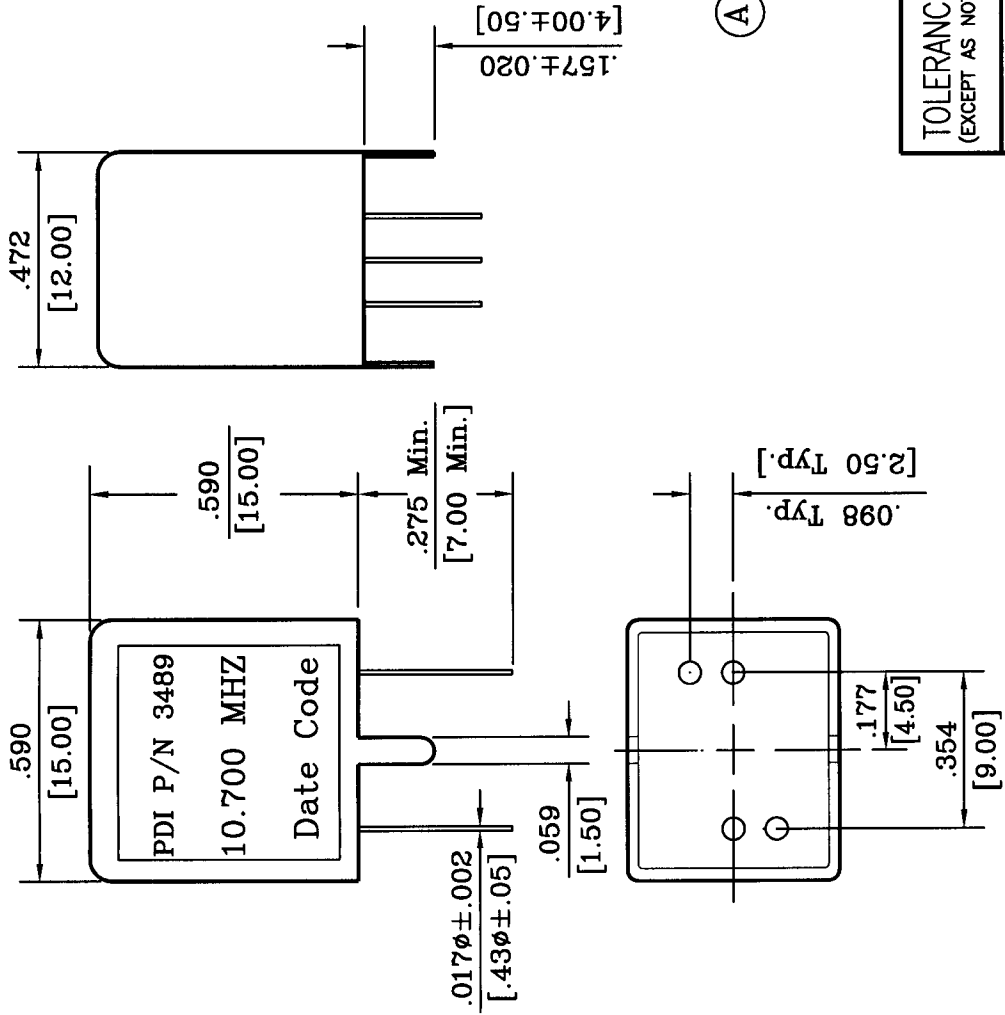 .472
[12.00]
.157±.020
[4.00±.50]
A
TOLERANC
(EXCEPT AS NO
.590
[15.00]
.590
[15.00]
.275 Min.
[7.00 Min.]
PDI P/N 3489
10.700 MHZ
Date Code
.017ø±.002
[.43ø±.05]
.059
[1.50]
.098 Typ.
[2.50 Typ.]
.177
[4.50]
.354
[9.00]